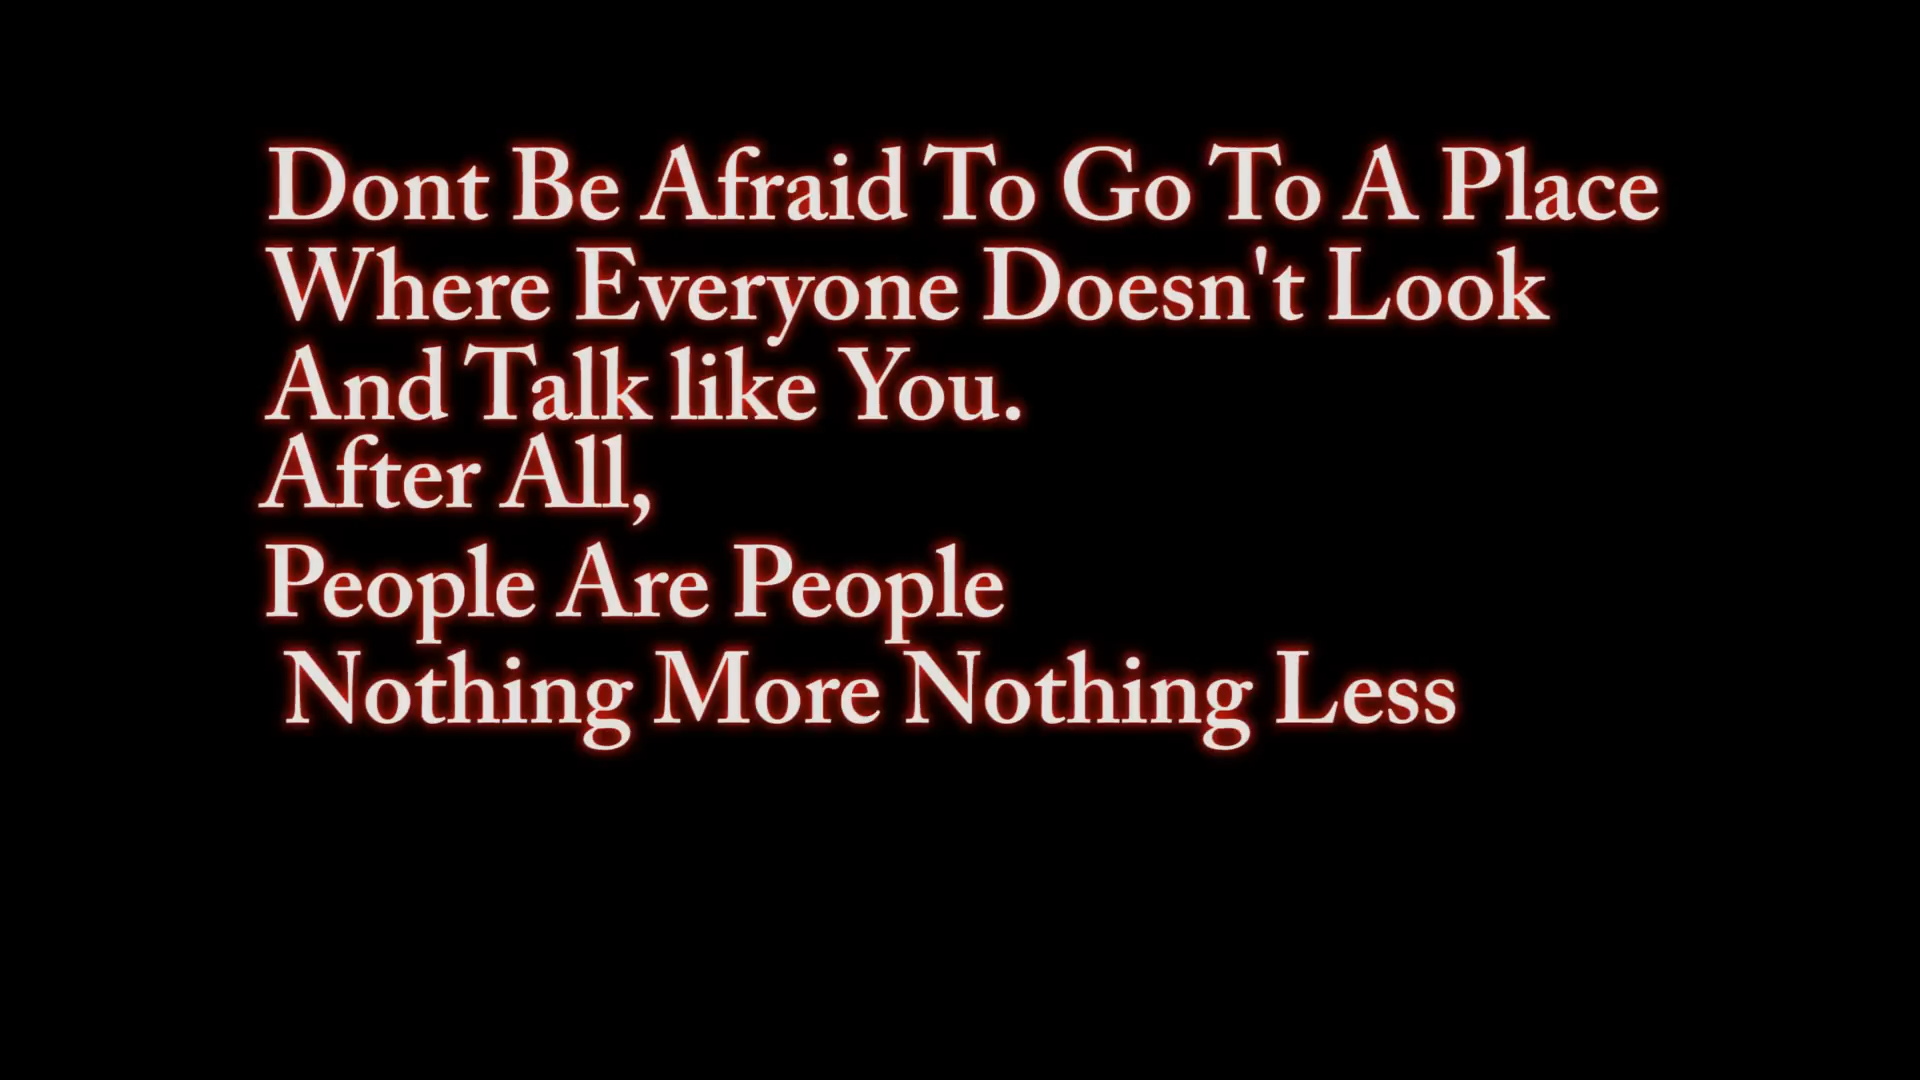 Dont Be Afraid To Go To A Place
Where Everyone Doesn't Look
And Talk like You.
After All,
People Are People
Nothing More Nothing Less